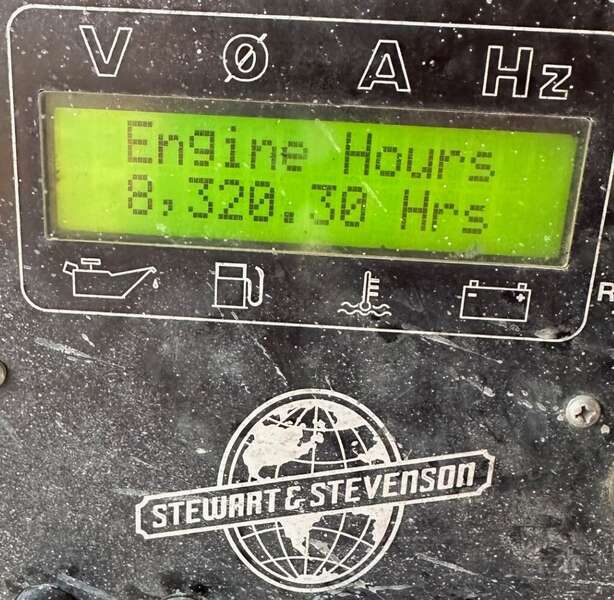 V Ø A Hz
Engine Hours
8,320.30 Hrs
R
STEWART & STEVENSON